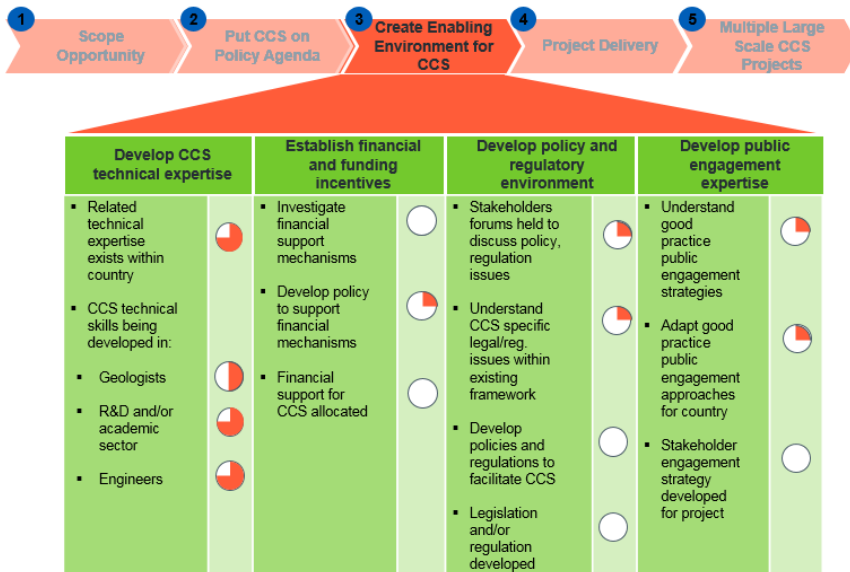 1
Scope
Opportunity
2
Put CCS on
Policy Agenda
3
Create Enabling
Environment for
CCS
4
Project Delivery
5
Multiple Large
Scale CCS
Projects
Develop CCS
technical expertise
Establish financial
and funding
incentives
Develop policy and
regulatory
environment
Develop public
engagement
expertise
▪ Related
technical
expertise
exists within
country
▪ CCS technical
skills being
developed in:
▪ Geologists
▪ R&D and/or
academic
sector
▪ Engineers
▪ Investigate
financial
support
mechanisms
▪ Develop policy
to support
financial
mechanisms
▪ Financial
support for
CCS allocated
▪ Stakeholders
forums held to
discuss policy,
regulation
issues
▪ Understand
CCS specific
legal/reg.
issues within
existing
framework
▪ Develop
policies and
regulations to
facilitate CCS
▪ Legislation
and/or
regulation
developed
▪ Understand
good
practice
public
engagement
strategies
▪ Adapt good
practice
public
engagement
approaches
for country
▪ Stakeholder
engagement
strategy
developed
for project